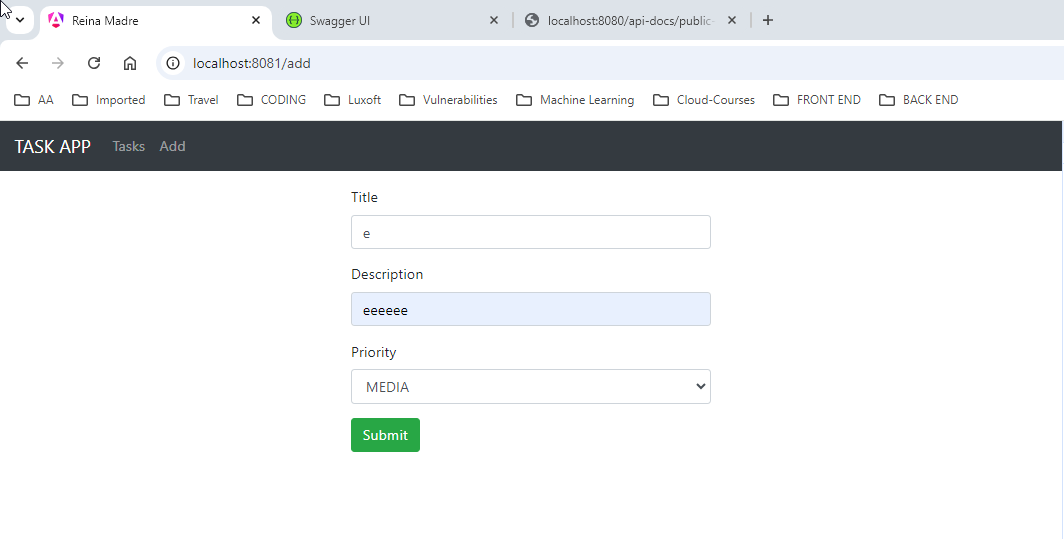 Reina Madre
Swagger UI
localhost:8080/api-docs/public-
localhost:8081/add
AA Imported Travel CODING Luxoft Vulnerabilities Machine Learning Cloud-Courses FRONT END BACK END
TASK APP Tasks Add
Title
e
Description
eeeeee
Priority
MEDIA
Submit